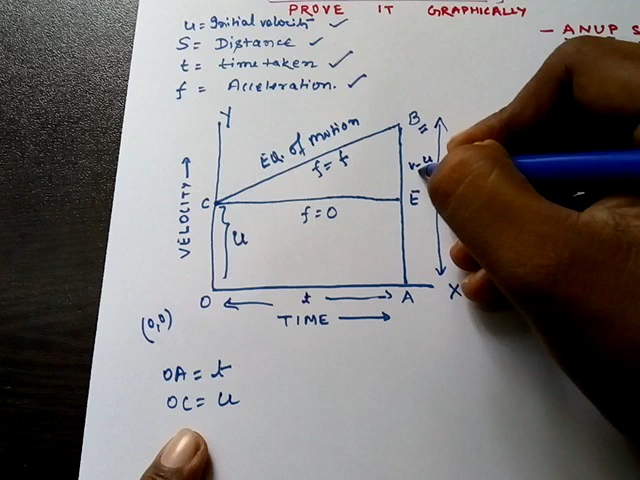 PROVE IT GRAPHICALLY
- ANUP S
u = Initial velocity ✓
S = Distance ✓
t = time taken ✓
f = Acceleration. ✓
Y
B
Eq. of motion
f = f
v-u
VELOCITY →
C
E
f = 0
u
O
t
A
X
(0,0)
TIME →
OA = t
OC = u